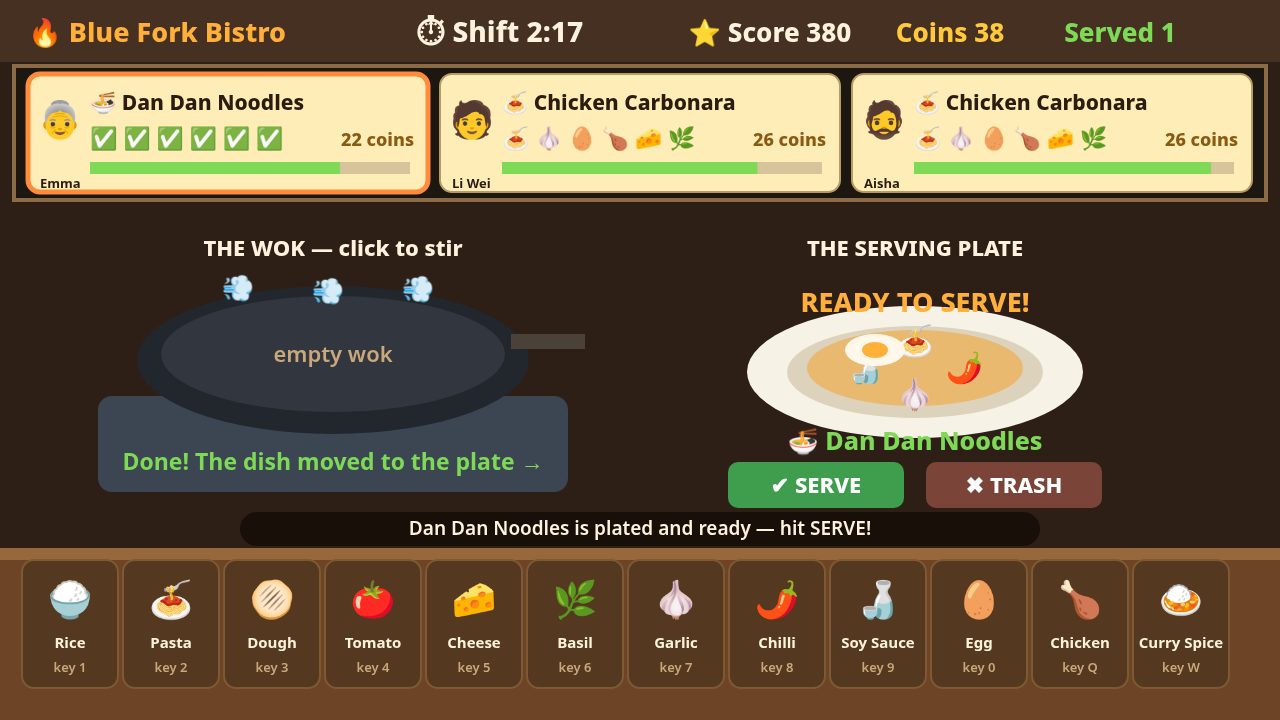 Blue Fork Bistro
Shift 2:17
Score 380
Coins 38
Served 1
Dan Dan Noodles
22 coins
Emma
Chicken Carbonara
26 coins
Li Wei
Chicken Carbonara
26 coins
Aisha
THE WOK — click to stir
empty wok
Done! The dish moved to the plate →
THE SERVING PLATE
READY TO SERVE!
Dan Dan Noodles
✔ SERVE
✖ TRASH
Dan Dan Noodles is plated and ready — hit SERVE!
Rice
key 1
Pasta
key 2
Dough
key 3
Tomato
key 4
Cheese
key 5
Basil
key 6
Garlic
key 7
Chilli
key 8
Soy Sauce
key 9
Egg
key 0
Chicken
key Q
Curry Spice
key W